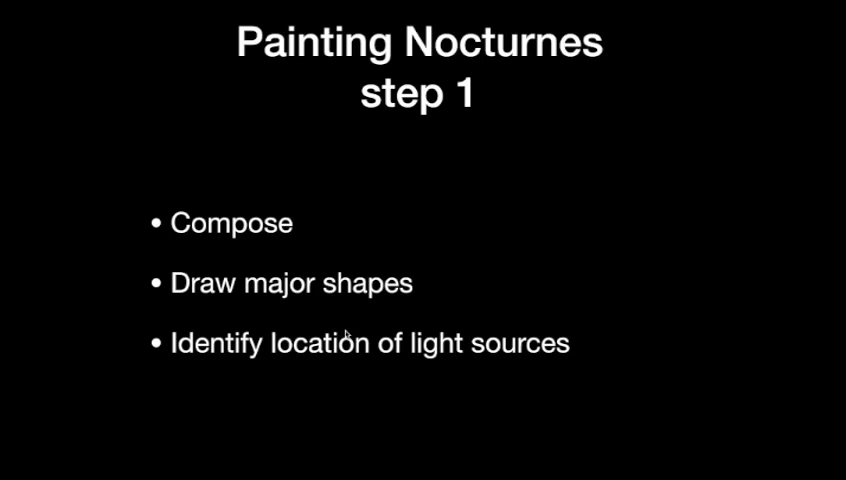 Painting Nocturnes
step 1
• Compose
• Draw major shapes
• Identify location of light sources